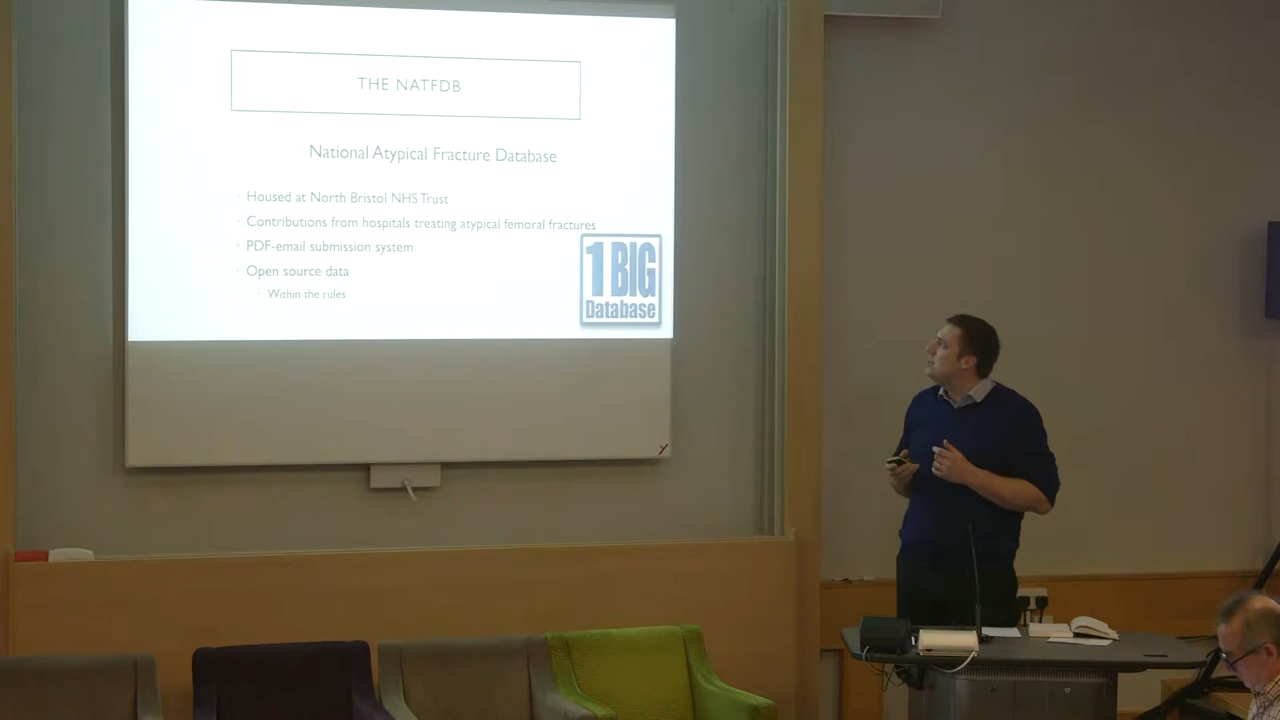 THE NATFDB
National Atypical Fracture Database
Housed at North Bristol NHS Trust
Contributions from hospitals treating atypical femoral fractures
PDF-email submission system
Open source data
Within the rules
1 BIG
Database